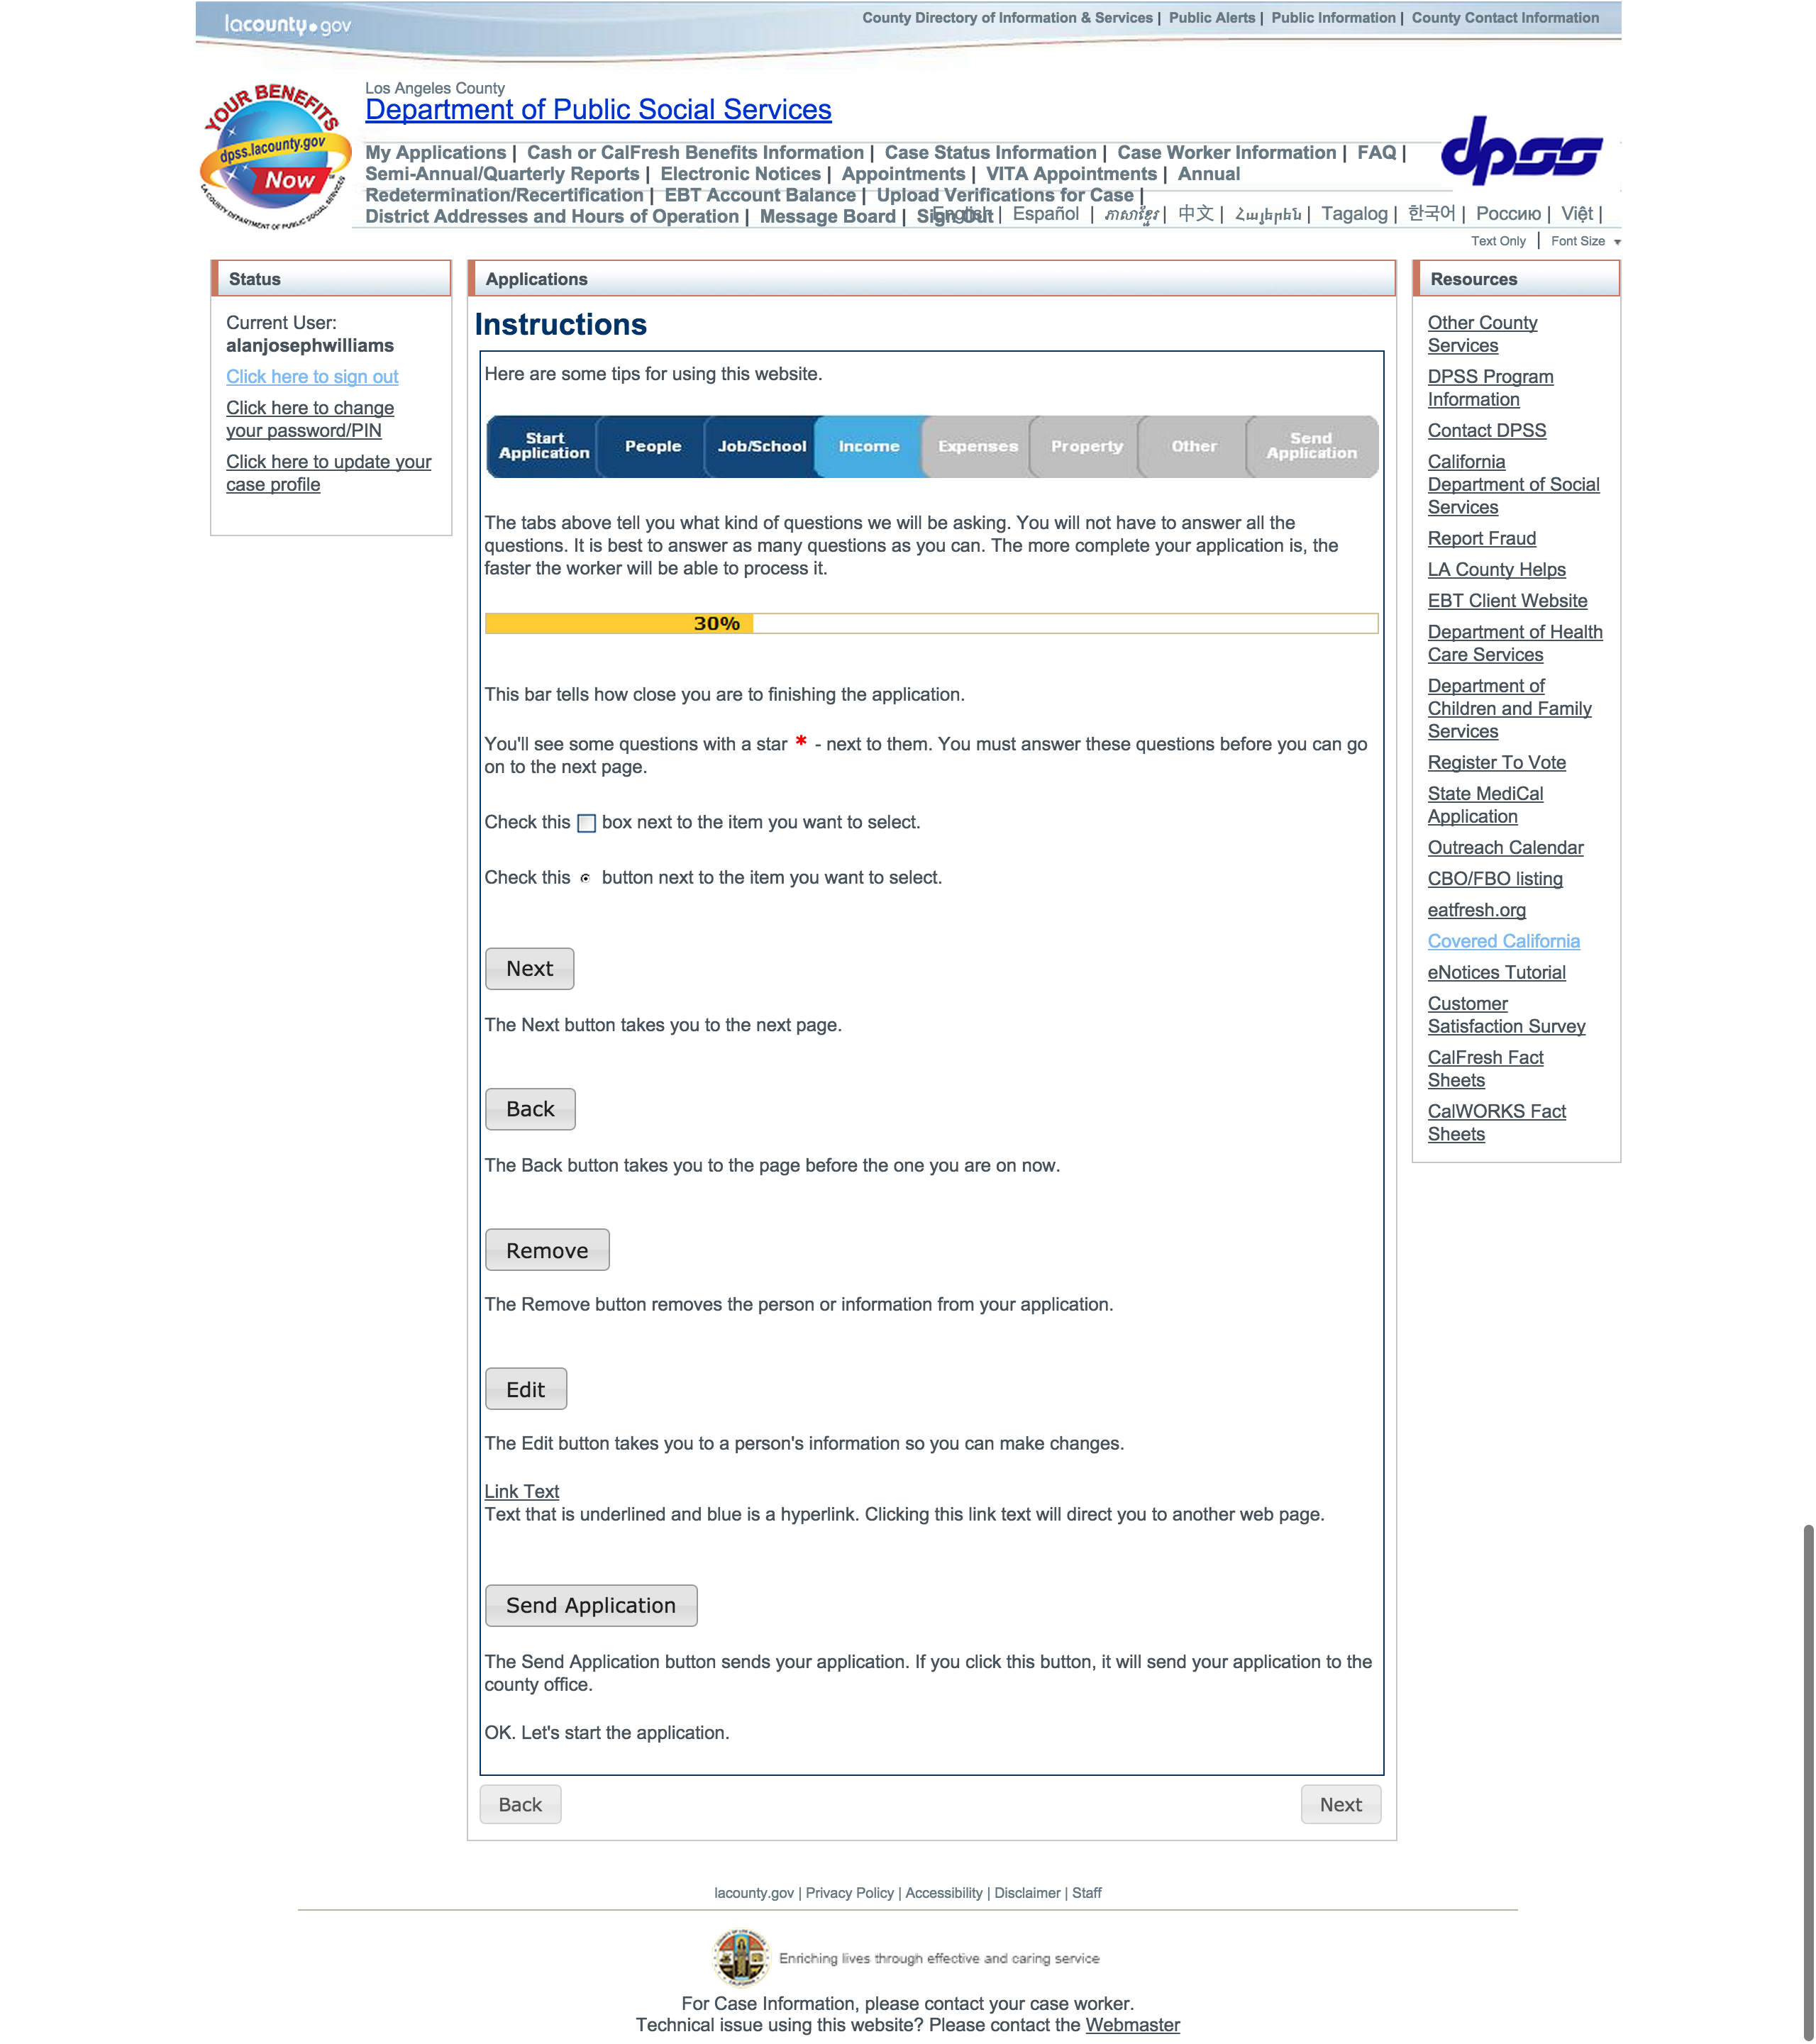 lacounty.gov
County Directory of Information & Services | Public Alerts | Public Information | County Contact Information
YOUR BENEFITS
dpss.lacounty.gov
Now
LA COUNTY DEPARTMENT OF PUBLIC SOCIAL SERVICES
Los Angeles County
Department of Public Social Services
dpss
My Applications | Cash or CalFresh Benefits Information | Case Status Information | Case Worker Information | FAQ |
Semi-Annual/Quarterly Reports | Electronic Notices | Appointments | VITA Appointments | Annual
Redetermination/Recertification | EBT Account Balance | Upload Verifications for Case |
District Addresses and Hours of Operation | Message Board | Sign Out
English | Español | ភាសាខ្មែរ | 中文 | Հայերեն | Tagalog | 한국어 | Россию | Việt |
Text Only | Font Size
Status
Current User:
alanjosephwilliams
Click here to sign out
Click here to change
your password/PIN
Click here to update your
case profile
Applications
Instructions
Here are some tips for using this website.
Start Application
People
Job/School
Income
Expenses
Property
Other
Send Application
The tabs above tell you what kind of questions we will be asking. You will not have to answer all the
questions. It is best to answer as many questions as you can. The more complete your application is, the
faster the worker will be able to process it.
30%
This bar tells how close you are to finishing the application.
You'll see some questions with a star * - next to them. You must answer these questions before you can go
on to the next page.
Check this box next to the item you want to select.
Check this button next to the item you want to select.
Next
The Next button takes you to the next page.
Back
The Back button takes you to the page before the one you are on now.
Remove
The Remove button removes the person or information from your application.
Edit
The Edit button takes you to a person's information so you can make changes.
Link Text
Text that is underlined and blue is a hyperlink. Clicking this link text will direct you to another web page.
Send Application
The Send Application button sends your application. If you click this button, it will send your application to the
county office.
OK. Let's start the application.
Back
Next
Resources
Other County
Services
DPSS Program
Information
Contact DPSS
California
Department of Social
Services
Report Fraud
LA County Helps
EBT Client Website
Department of Health
Care Services
Department of
Children and Family
Services
Register To Vote
State MediCal
Application
Outreach Calendar
CBO/FBO listing
eatfresh.org
Covered California
eNotices Tutorial
Customer
Satisfaction Survey
CalFresh Fact
Sheets
CalWORKS Fact
Sheets
lacounty.gov | Privacy Policy | Accessibility | Disclaimer | Staff
Enriching lives through effective and caring service
For Case Information, please contact your case worker.
Technical issue using this website? Please contact the Webmaster